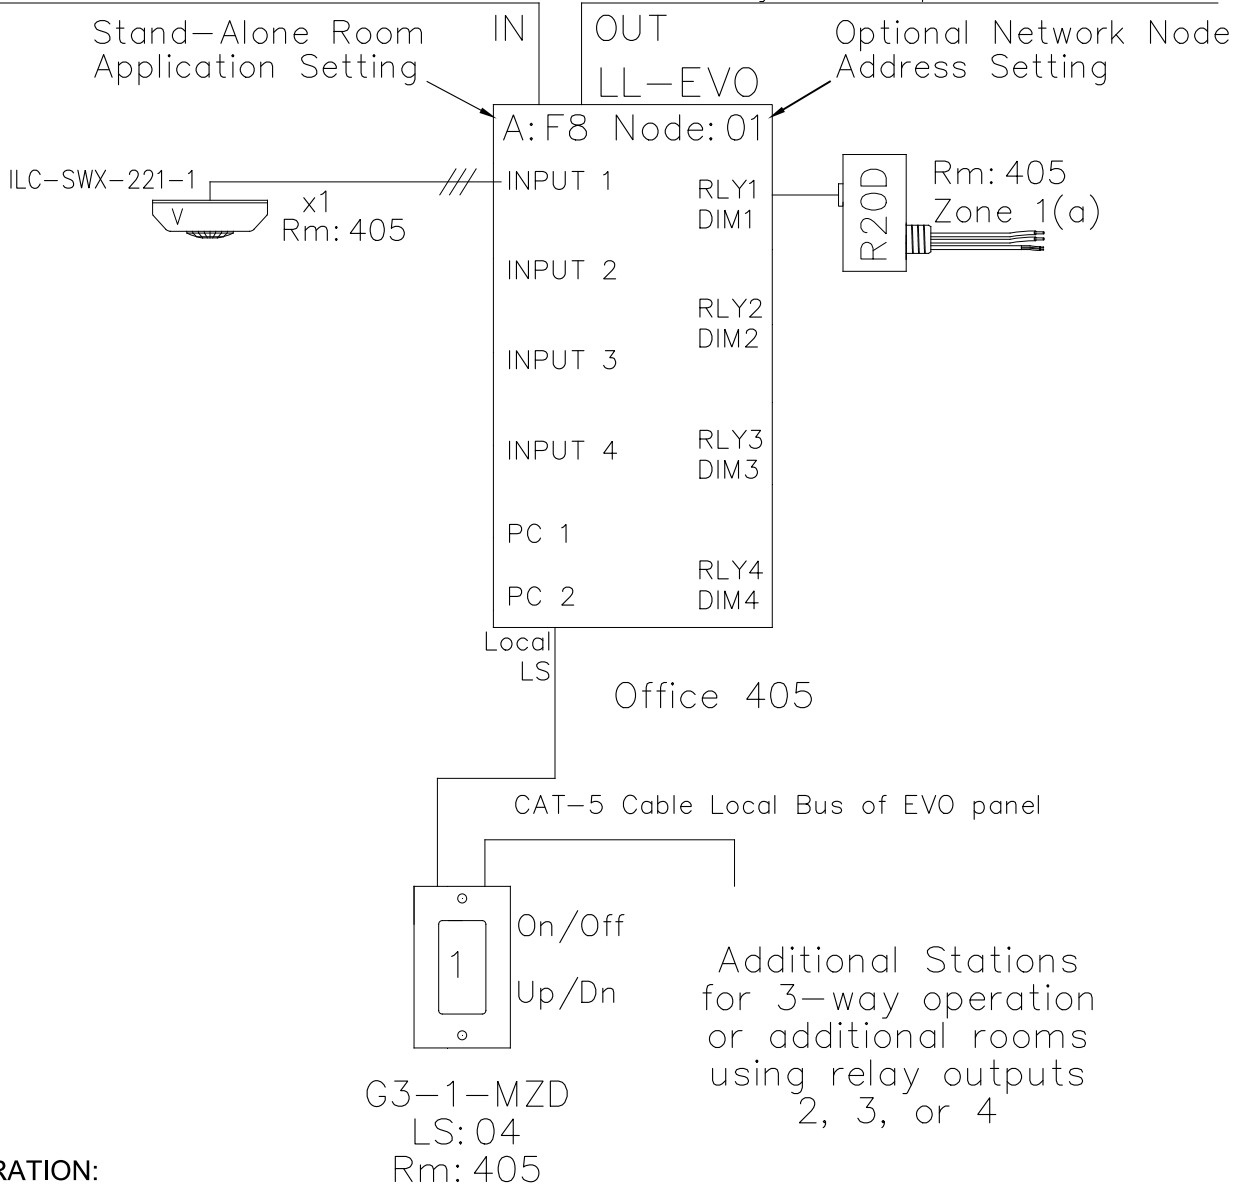 Stand-Alone Room
Application Setting
IN
OUT
Optional Network Node
Address Setting
LL-EVO
A:F8 Node:01
ILC-SWX-221-1
V
x1
Rm:405
INPUT 1
INPUT 2
INPUT 3
INPUT 4
PC 1
PC 2
RLY1
DIM1
RLY2
DIM2
RLY3
DIM3
RLY4
DIM4
R20D
Rm:405
Zone 1(a)
Local
LS
Office 405
CAT-5 Cable Local Bus of EVO panel
1
On/Off
Up/Dn
G3-1-MZD
LS:04
Rm:405
Additional Stations
for 3-way operation
or additional rooms
using relay outputs
2, 3, or 4
RATION: